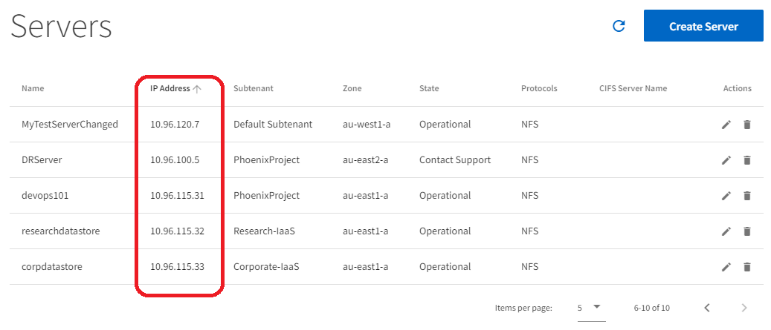 Servers
Create Server
Name IP Address Subtenant Zone State Protocols CIFS Server Name Actions
MyTestServerChanged 10.96.120.7 Default Subtenant au-west1-a Operational NFS
DRServer 10.96.100.5 PhoenixProject au-east2-a Contact Support NFS
devops101 10.96.115.31 PhoenixProject au-east1-a Operational NFS
researchdatastore 10.96.115.32 Research-IaaS au-east1-a Operational NFS
corpdatastore 10.96.115.33 Corporate-IaaS au-east1-a Operational NFS
Items per page: 5 6-10 of 10